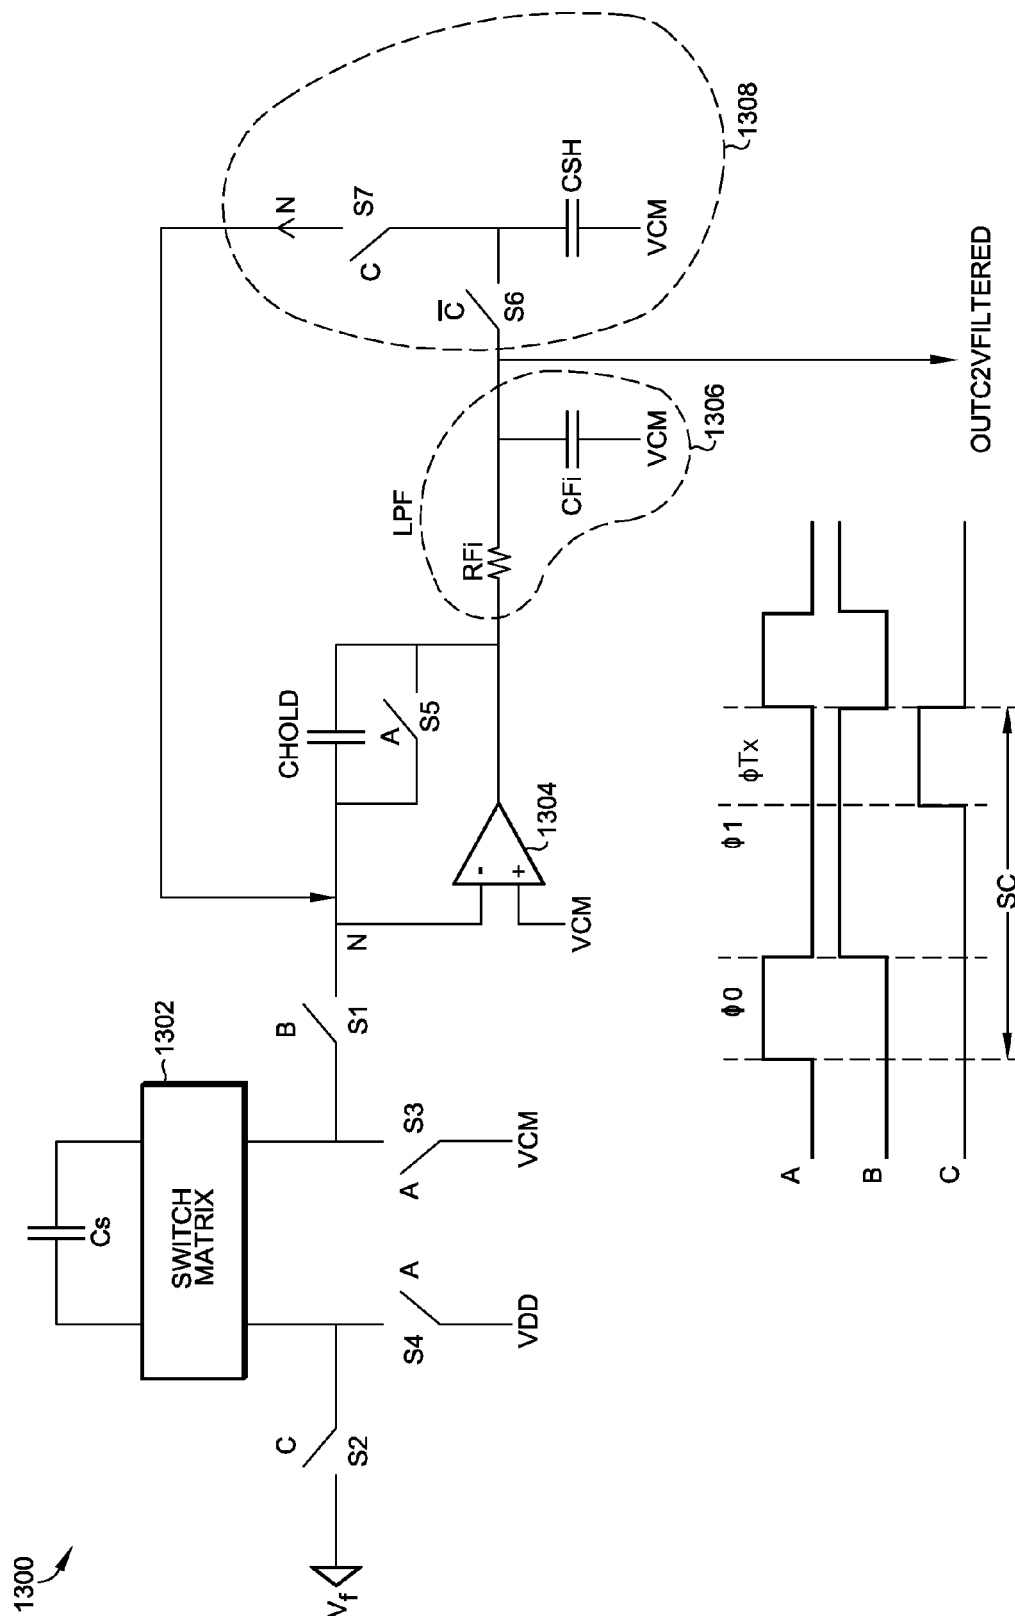 1300
Cs
SWITCH
MATRIX
1302
Vf
C
S2
S4
A
VDD
A
S3
VCM
B
S1
N
CHOLD
A
S5
-
+
1304
VCM
LPF
RFi
CFi
VCM
1306
N
S7
C
C̅
S6
CSH
VCM
1308
OUTC2VFILTERED
ϕ0
ϕ1
ϕTx
A
B
C
SC